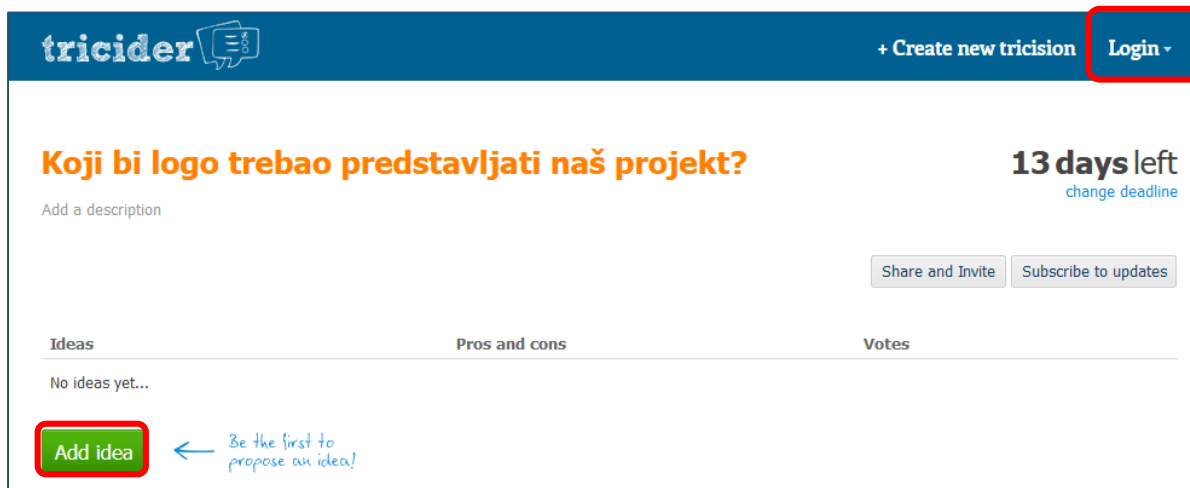 tricider
+ Create new tricision Login
Koji bi logo trebao predstavljati naš projekt?
13 days left
change deadline
Add a description
Share and Invite Subscribe to updates
Ideas Pros and cons Votes
No ideas yet...
Add idea
Be the first to
propose an idea!